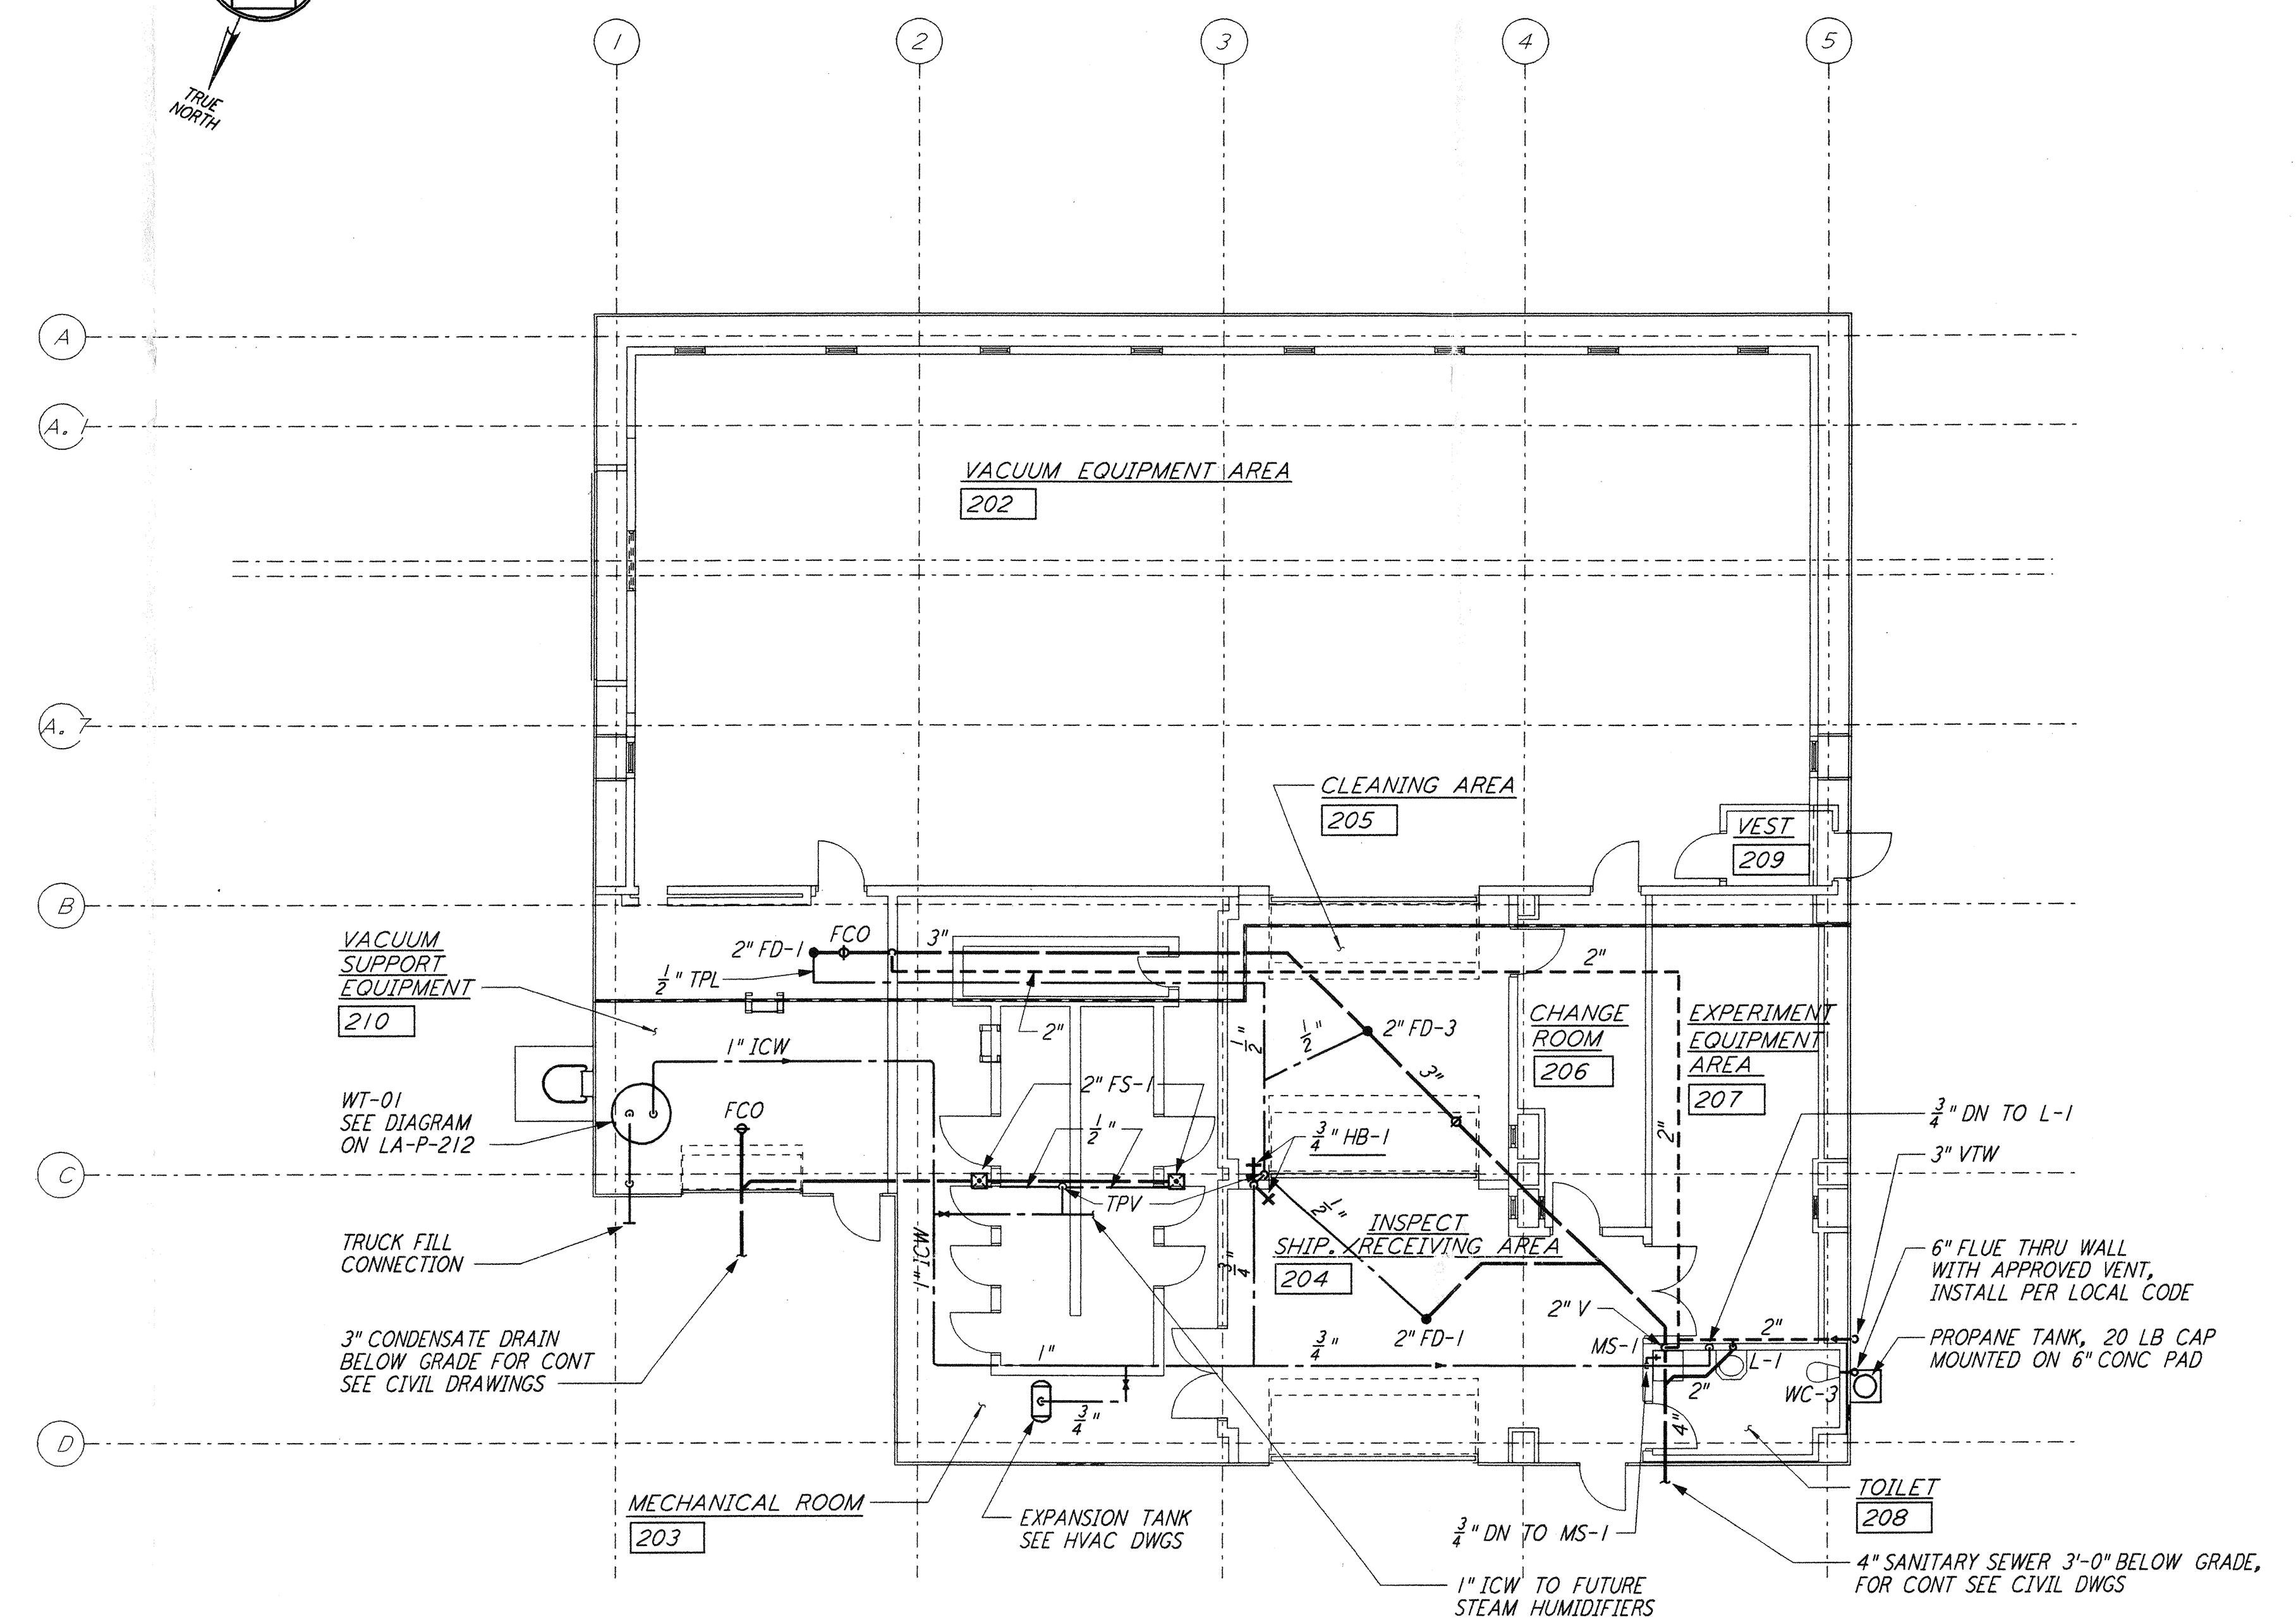 TRUE
NORTH
1
2
3
4
5
A
A.1
A.7
B
C
D
VACUUM EQUIPMENT AREA
202
CLEANING AREA
205
VEST
209
VACUUM
SUPPORT
EQUIPMENT
210
2" FD-1
FCO
3"
1/2" TPL
2"
2"
1" ICW
1/2"
1/2"
2" FD-3
3"
CHANGE
ROOM
206
EXPERIMENT
EQUIPMENT
AREA
207
2"
WT-01
SEE DIAGRAM
ON LA-P-212
FCO
2" FS-1
1/2"
3/4" HB-1
TPV
3/4" DN TO L-1
3" VTW
TRUCK FILL
CONNECTION
1" ICW
3/4"
1/2"
INSPECT
SHIP./RECEIVING AREA
204
6" FLUE THRU WALL
WITH APPROVED VENT,
INSTALL PER LOCAL CODE
2" V
2" FD-1
MS-1
2"
L-1
2"
WC-3
4"
PROPANE TANK, 20 LB CAP
MOUNTED ON 6" CONC PAD
3" CONDENSATE DRAIN
BELOW GRADE FOR CONT
SEE CIVIL DRAWINGS
1"
3/4"
3/4"
MECHANICAL ROOM
203
EXPANSION TANK
SEE HVAC DWGS
3/4" DN TO MS-1
TOILET
208
1" ICW TO FUTURE
STEAM HUMIDIFIERS
4" SANITARY SEWER 3'-0" BELOW GRADE,
FOR CONT SEE CIVIL DWGS